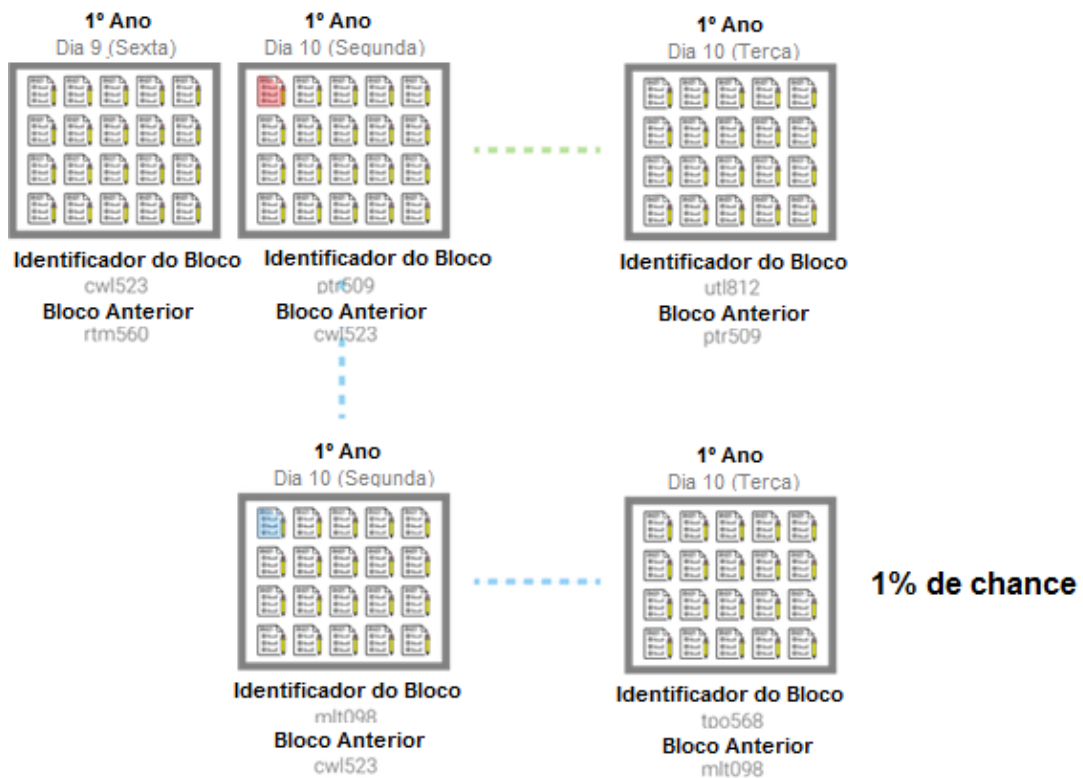 1º Ano
Dia 9 (Sexta)
Identificador do Bloco
cwl523
Bloco Anterior
rtm560
1º Ano
Dia 10 (Segunda)
Identificador do Bloco
ptr509
Bloco Anterior
cwl523
1º Ano
Dia 10 (Terça)
Identificador do Bloco
utl812
Bloco Anterior
ptr509
1º Ano
Dia 10 (Segunda)
Identificador do Bloco
mlt098
Bloco Anterior
cwl523
1º Ano
Dia 10 (Terça)
Identificador do Bloco
tpo568
Bloco Anterior
mlt098
1% de chance